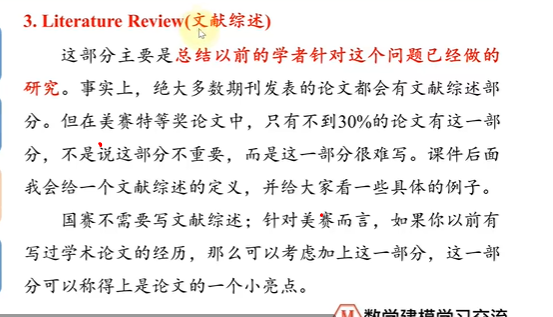 3. Literature Review(文献综述)
这部分主要是总结以前的学者针对这个问题已经做的
研究。事实上，绝大多数期刊发表的论文都会有文献综述部
分。但在美赛特等奖论文中，只有不到30%的论文有这一部
分，不是说这部分不重要，而是这一部分很难写。课件后面
我会给一个文献综述的定义，并给大家看一些具体的例子。
国赛不需要写文献综述；针对美赛而言，如果你以前有
写过学术论文的经历，那么可以考虑加上这一部分，这一部
分可以称得上是论文的一个小亮点。
M 数学建模学习交流